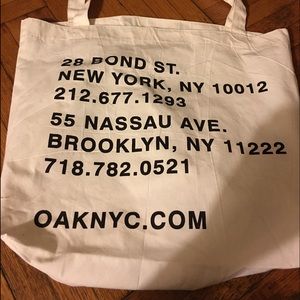 28 BOND ST.
NEW YORK, NY 10012
212.677.1293
55 NASSAU AVE.
BROOKLYN, NY 11222
718.782.0521
OAKNYC.COM